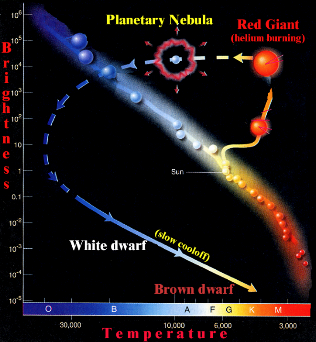 Planetary Nebula
Red Giant
(helium burning)
Brightness
10⁶
10⁵
10⁴
10³
10²
10
1
0.1
10⁻²
10⁻³
10⁻⁴
10⁻⁵
Sun
White dwarf
(slow cooloff)
Brown dwarf
O B A F G K M
30,000 10,000 6,000 3,000
Temperature